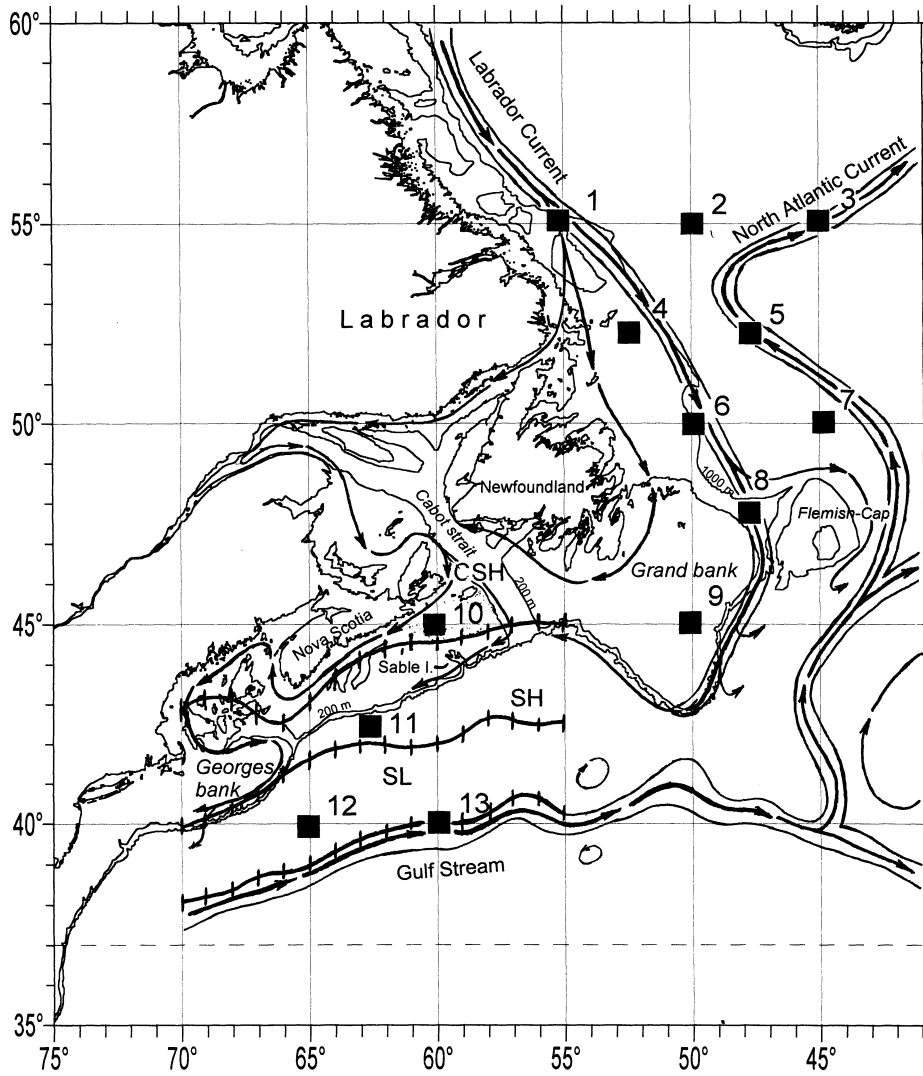 60°
Labrador Current
North Atlantic Current
1
2
3
55°
Labrador
4
5
50°
6
7
1000 m
8
Newfoundland
Flemish-Cap
Cabot strait
CSH
200 m
Grand bank
45°
10
9
Nova Scotia
Sable I.
200 m
11
SH
Georges
bank
SL
40°
12
13
Gulf Stream
35°
75°
70°
65°
60°
55°
50°
45°